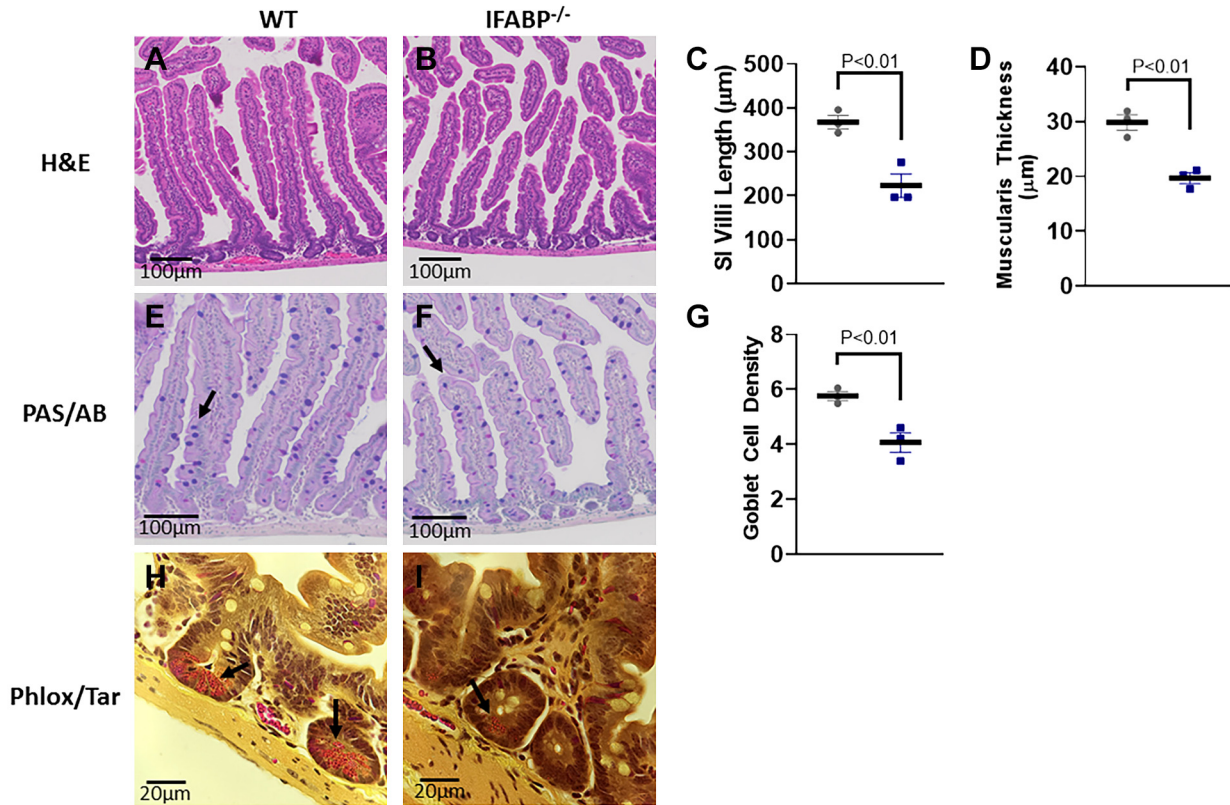 WT
IFABP-/-
H&E
A
100μm
B
100μm
C
SI Villi Length (μm)
500
400
300
200
100
0
P<0.01
D
Muscularis Thickness
(μm)
40
30
20
10
0
P<0.01
PAS/AB
E
100μm
F
100μm
G
Goblet Cell Density
8
6
4
2
0
P<0.01
Phlox/Tar
H
20μm
I
20μm